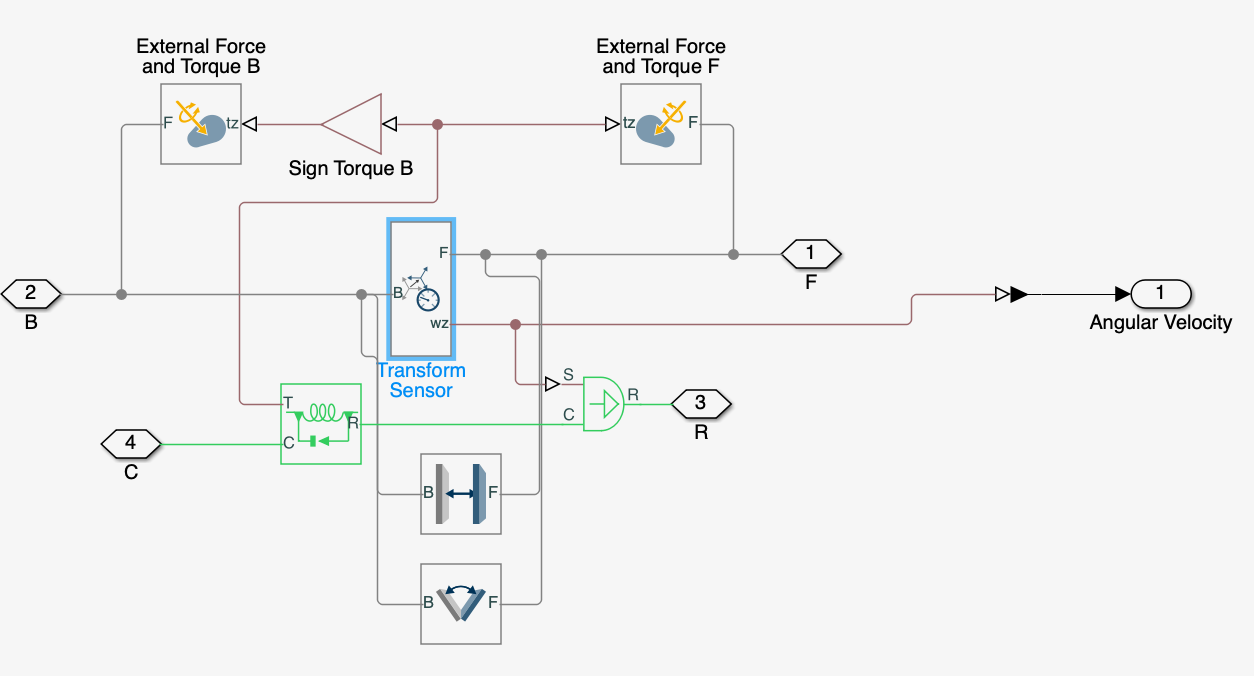 External Force
and Torque B
External Force
and Torque F
F
tz
tz
F
Sign Torque B
F
1
F
2
B
B
wz
1
Angular Velocity
Transform
Sensor
S
T
R
R
3
R
C
C
4
C
B
F
B
F